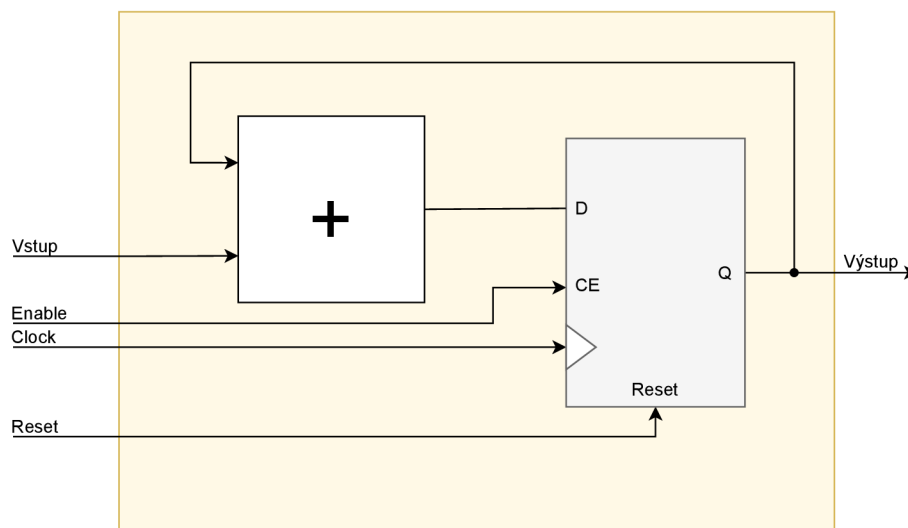 +
D
Vstup
CE
Q
Výstup
Enable
Clock
Reset
Reset